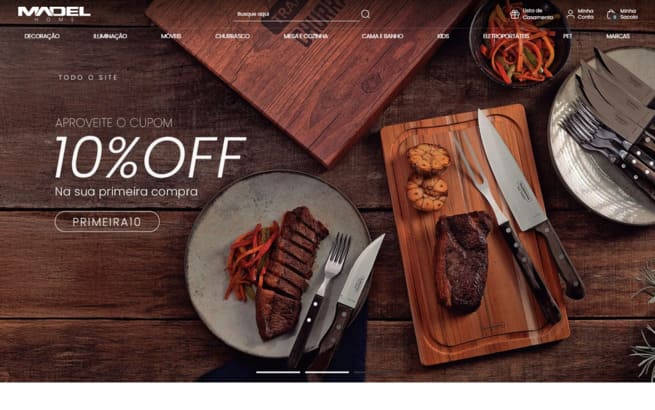 MADEL
HOME
Busque aqui
Lista de
Casamento
Minha
Conta
0
Minha
Sacola
DECORAÇÃO ILUMINAÇÃO MÓVEIS CHURRASCO MESA E COZINHA CAMA E BANHO KIDS ELETROPORTÁTEIS PET MARCAS
TODO O SITE
APROVEITE O CUPOM
10%OFF
Na sua primeira compra
PRIMEIRA10